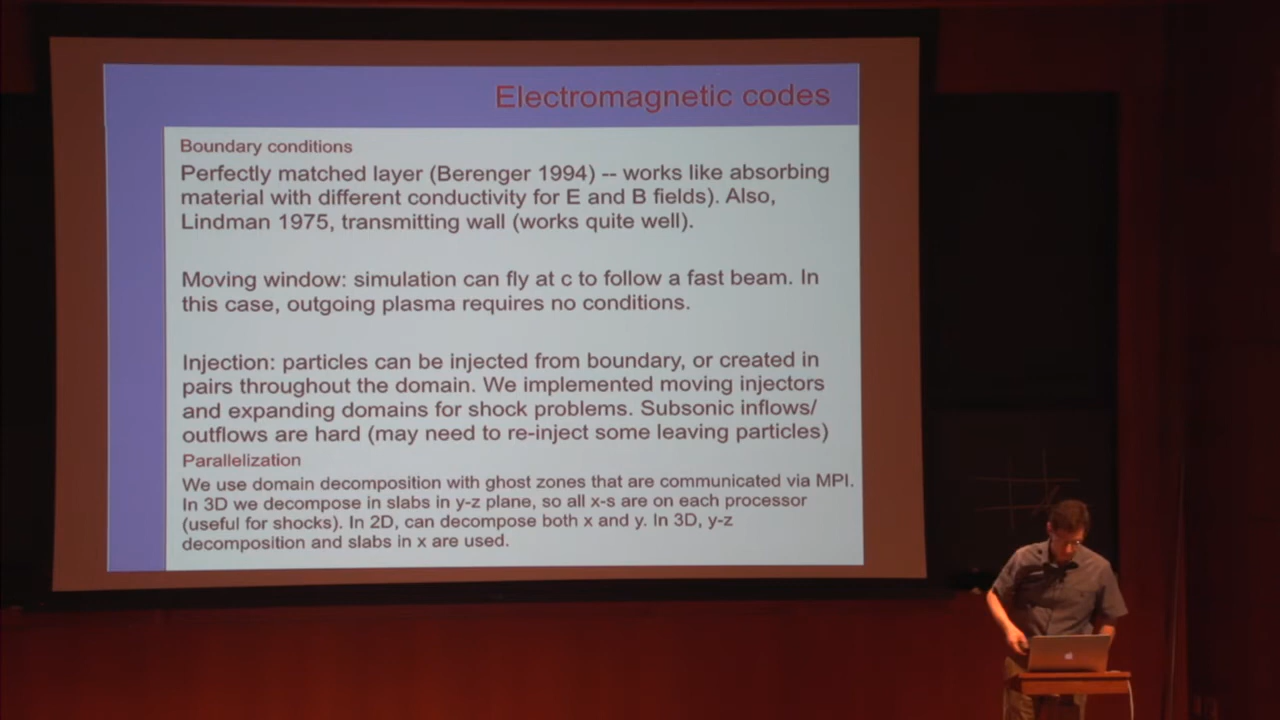 Electromagnetic codes
Boundary conditions
Perfectly matched layer (Berenger 1994) -- works like absorbing
material with different conductivity for E and B fields). Also,
Lindman 1975, transmitting wall (works quite well).
Moving window: simulation can fly at c to follow a fast beam. In
this case, outgoing plasma requires no conditions.
Injection: particles can be injected from boundary, or created in
pairs throughout the domain. We implemented moving injectors
and expanding domains for shock problems. Subsonic inflows/
outflows are hard (may need to re-inject some leaving particles)
Parallelization
We use domain decomposition with ghost zones that are communicated via MPI.
In 3D we decompose in slabs in y-z plane, so all x-s are on each processor
(useful for shocks). In 2D, can decompose both x and y. In 3D, y-z
decomposition and slabs in x are used.